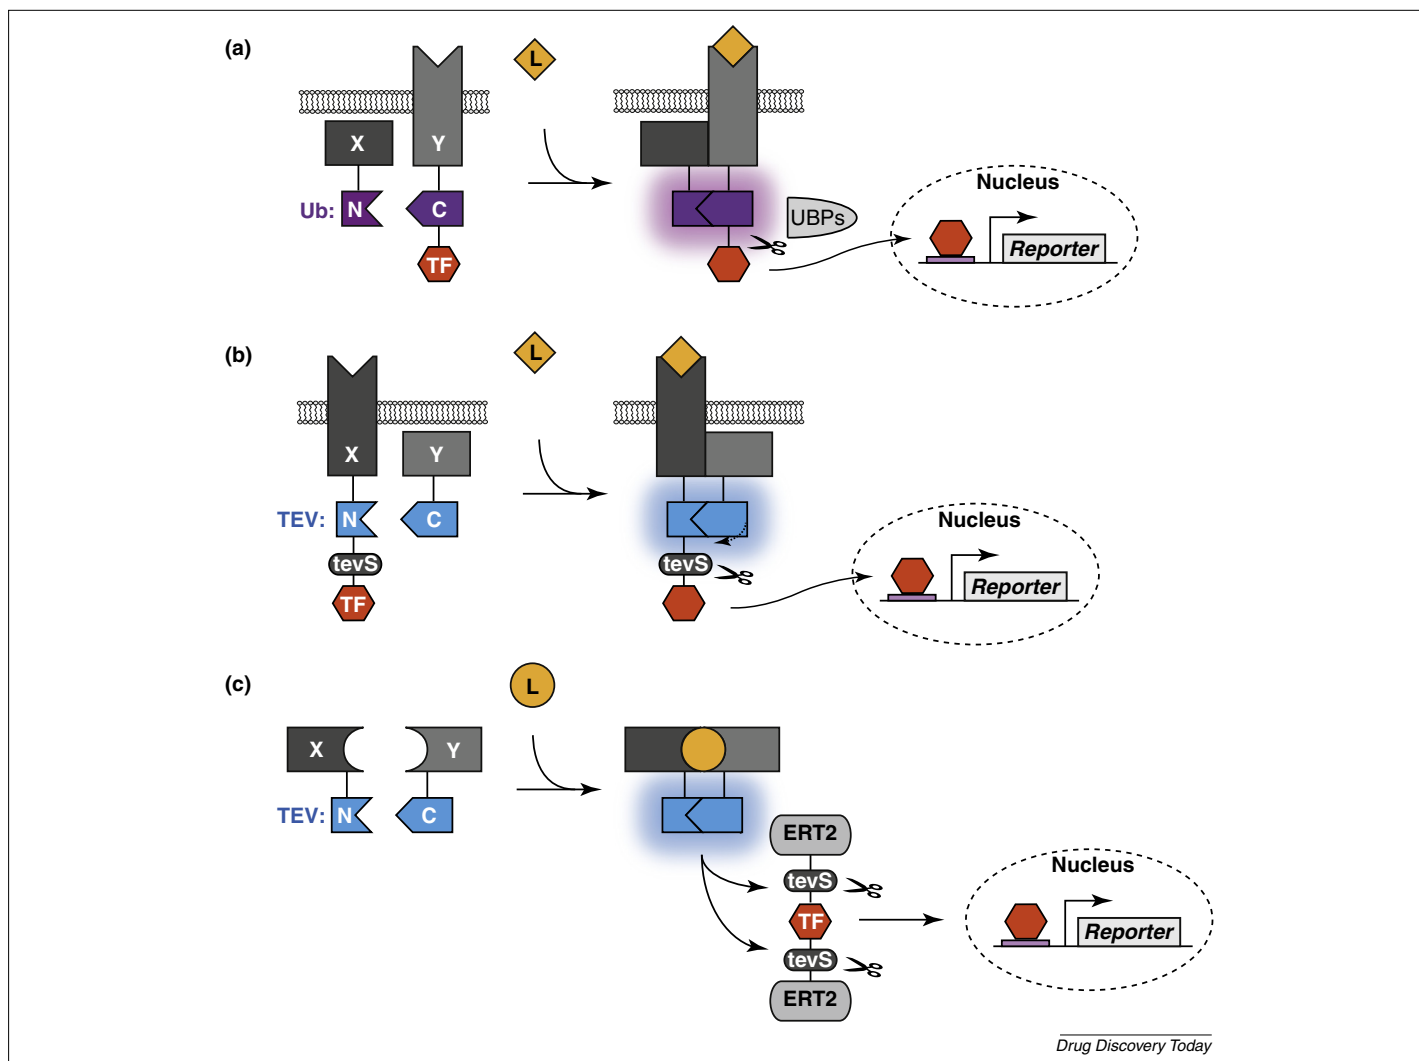 (a)
L
X
Y
Ub: N
C
TF
UBPs
Nucleus
Reporter
(b)
L
X
Y
TEV: N
C
tevS
TF
tevS
Nucleus
Reporter
(c)
L
X
Y
TEV: N
C
ERT2
tevS
TF
tevS
ERT2
Nucleus
Reporter
Drug Discovery Today